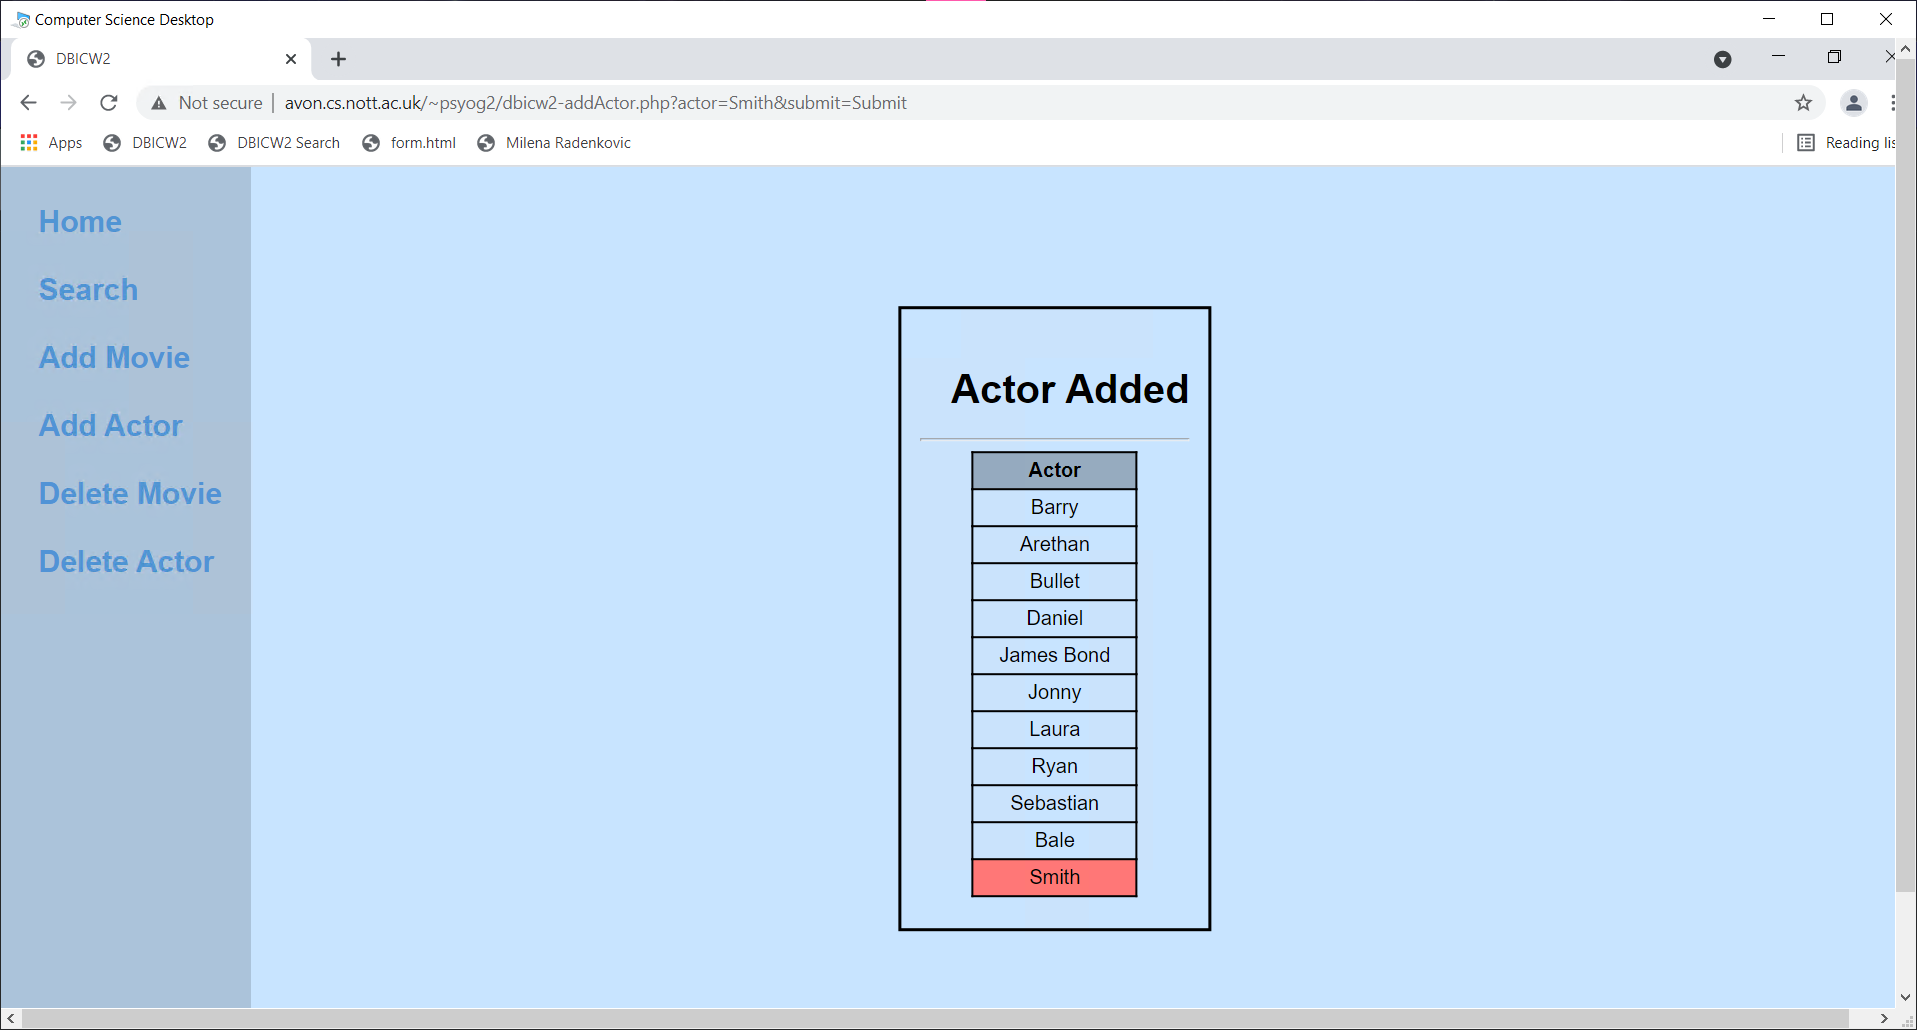 Computer Science Desktop
DBICW2
Not secure | avon.cs.nott.ac.uk/~psyog2/dbicw2-addActor.php?actor=Smith&submit=Submit
Apps DBICW2 DBICW2 Search form.html Milena Radenkovic Reading lis
Home
Search
Add Movie
Add Actor
Delete Movie
Delete Actor
Actor Added
Actor
Barry
Arethan
Bullet
Daniel
James Bond
Jonny
Laura
Ryan
Sebastian
Bale
Smith